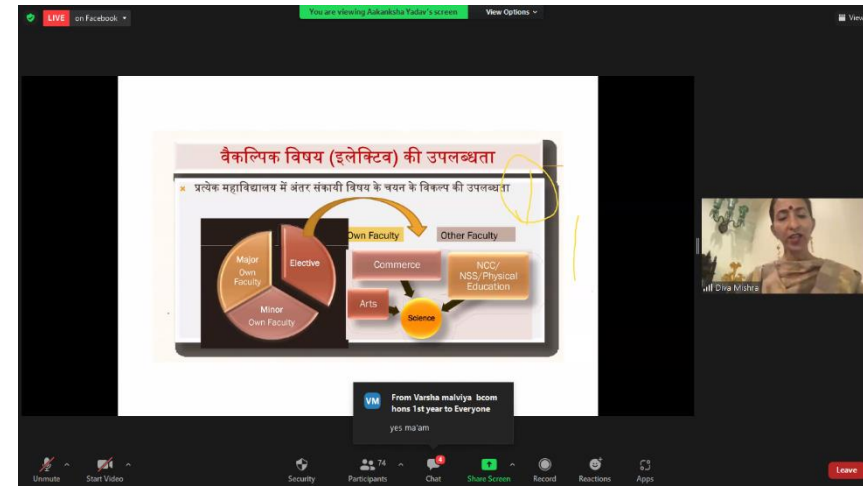 LIVE on Facebook
You are viewing Aakanksha Yadav's screen
View Options
View
वैकल्पिक विषय (इलेक्टिव) की उपलब्धता
प्रत्येक महाविद्यालय में अंतर संकायी विषय के चयन के विकल्प की उपलब्धता
Major
Own
Faculty
Elective
Minor
Own Faculty
Own Faculty
Other Faculty
Commerce
NCC/
NSS/Physical
Education
Arts
Science
Diva Mishra
VM
From Varsha malviya bcom
hons 1st year to Everyone
yes ma'am
Unmute
Start Video
Security
74
Participants
4
Chat
Share Screen
Record
Reactions
Apps
Leave